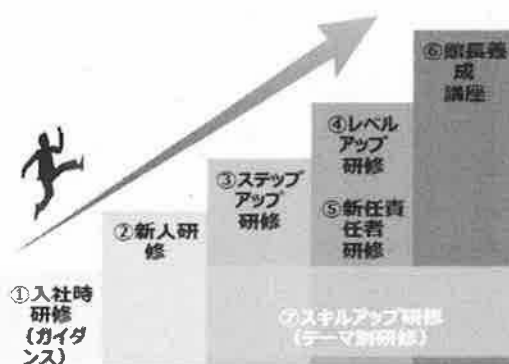 ⑥館長養
成
講座
④レベル
アップ
研修
③ステップ
アップ
研修
⑤新任責
任者
研修
②新人研
修
①入社時
研修
(ガイダ
ンス)
⑦スキルアップ研修
(テーマ別研修)